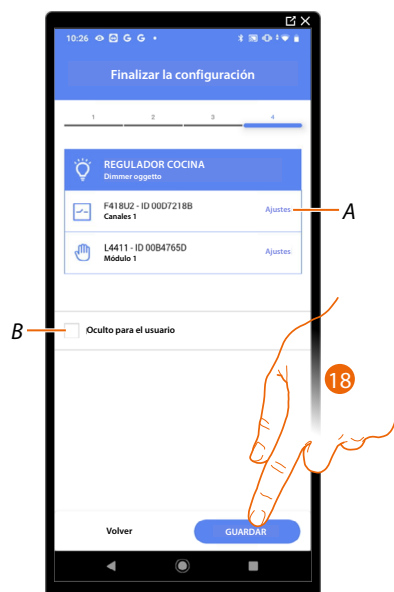 10:26 G G
Finalizar la configuración
1 2 3 4
REGULADOR COCINA
Dimmer oggetto
F418U2 - ID 00D7218B
Canales 1
Ajustes
A
L4411 - ID 00B4765D
Módulo 1
Ajustes
B
Oculto para el usuario
18
Volver
GUARDAR